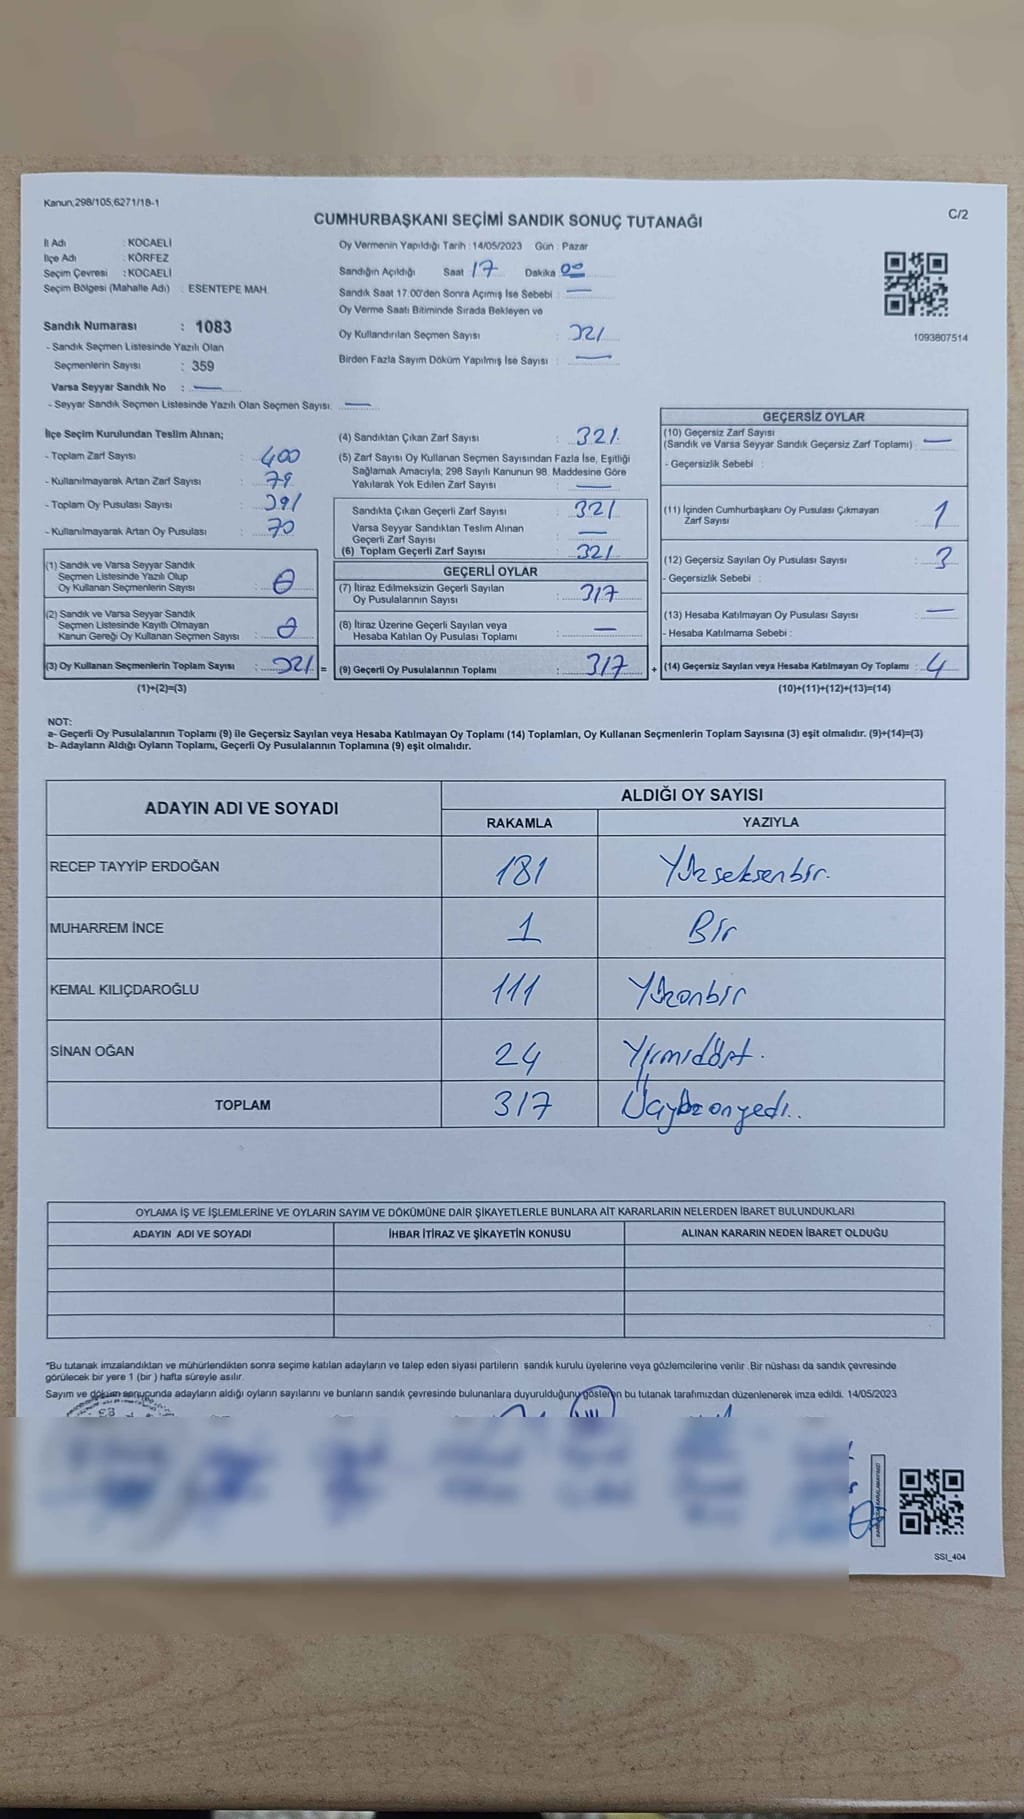 Kanun,298/105,6271/18-1
CUMHURBAŞKANI SEÇİMİ SANDIK SONUÇ TUTANAĞI
C/2
İl Adı : KOCAELİ
İlçe Adı : KÖRFEZ
Seçim Çevresi : KOCAELİ
Seçim Bölgesi (Mahalle Adı) : ESENTEPE MAH.
Sandık Numarası : 1083
- Sandık Seçmen Listesinde Yazılı Olan
Seçmenlerin Sayısı : 359
Varsa Seyyar Sandık No : —
- Seyyar Sandık Seçmen Listesinde Yazılı Olan Seçmen Sayısı: —
Oy Vermenin Yapıldığı Tarih : 14/05/2023 Gün : Pazar
Sandığın Açıldığı Saat 17 Dakika 00
Sandık Saat 17.00'den Sonra Açımış İse Sebebi : —
Oy Verme Saati Bitiminde Sırada Bekleyen ve
Oy Kullandırılan Seçmen Sayısı : 321
Birden Fazla Sayım Döküm Yapılmış İse Sayısı : —
1093807514
İlçe Seçim Kurulundan Teslim Alınan;
- Toplam Zarf Sayısı : 400
- Kullanılmayarak Artan Zarf Sayısı : 79
- Toplam Oy Pusulası Sayısı : 391
- Kullanılmayarak Artan Oy Pusulası : 70
(1) Sandık ve Varsa Seyyar Sandık
Seçmen Listesinde Yazılı Olup
Oy Kullanan Seçmenlerin Sayısı :
(2) Sandık ve Varsa Seyyar Sandık
Seçmen Listesinde Kayıtlı Olmayan
Kanun Gereği Oy Kullanan Seçmen Sayısı :
(3) Oy Kullanan Seçmenlerin Toplam Sayısı : 321 =
(1)+(2)=(3)
(4) Sandıktan Çıkan Zarf Sayısı : 321
(5) Zarf Sayısı Oy Kullanan Seçmen Sayısından Fazla İse, Eşitliği
Sağlamak Amacıyla; 298 Sayılı Kanunun 98. Maddesine Göre
Yakılarak Yok Edilen Zarf Sayısı : —
Sandıkta Çıkan Geçerli Zarf Sayısı : 321
Varsa Seyyar Sandıktan Teslim Alınan
Geçerli Zarf Sayısı : —
(6) Toplam Geçerli Zarf Sayısı : 321
GEÇERLİ OYLAR
(7) İtiraz Edilmeksizin Geçerli Sayılan
Oy Pusulalarının Sayısı : 317
(8) İtiraz Üzerine Geçerli Sayılan veya
Hesaba Katılan Oy Pusulası Toplamı : —
(9) Geçerli Oy Pusulalarının Toplamı : 317 +
GEÇERSİZ OYLAR
(10) Geçersiz Zarf Sayısı
(Sandık ve Varsa Seyyar Sandık Geçersiz Zarf Toplamı) : —
- Geçersizlik Sebebi :
(11) İçinden Cumhurbaşkanı Oy Pusulası Çıkmayan
Zarf Sayısı : 1
(12) Geçersiz Sayılan Oy Pusulası Sayısı : 3
- Geçersizlik Sebebi :
(13) Hesaba Katılmayan Oy Pusulası Sayısı : —
- Hesaba Katılmama Sebebi :
(14) Geçersiz Sayılan veya Hesaba Katılmayan Oy Toplamı : 4
(10)+(11)+(12)+(13)=(14)
NOT:
a- Geçerli Oy Pusulalarının Toplamı (9) ile Geçersiz Sayılan veya Hesaba Katılmayan Oy Toplamı (14) Toplamları, Oy Kullanan Seçmenlerin Toplam Sayısına (3) eşit olmalıdır. (9)+(14)=(3)
b- Adayların Aldığı Oyların Toplamı, Geçerli Oy Pusulalarının Toplamına (9) eşit olmalıdır.
ADAYIN ADI VE SOYADI ALDIĞI OY SAYISI
RAKAMLA YAZIYLA
RECEP TAYYİP ERDOĞAN 181 Yüzseksenbir.
MUHARREM İNCE 1 Bir
KEMAL KILIÇDAROĞLU 111 Yüzonbir
SİNAN OĞAN 24 Yirmidört.
TOPLAM 317 Üçyüzonyedi..
OYLAMA İŞ VE İŞLEMLERİNE VE OYLARIN SAYIM VE DÖKÜMÜNE DAİR ŞİKAYETLERLE BUNLARA AİT KARARLARIN NELERDEN İBARET BULUNDUKLARI
ADAYIN ADI VE SOYADI İHBAR İTİRAZ VE ŞİKAYETİN KONUSU ALINAN KARARIN NEDEN İBARET OLDUĞU
*Bu tutanak imzalandıktan ve mühürlendikten sonra seçime katılan adayların ve talep eden siyasi partilerin sandık kurulu üyelerine veya gözlemcilerine verilir. Bir nüshası da sandık çevresinde
görülecek bir yere 1 (bir) hafta süreyle asılır.
Sayım ve döküm sonucunda adayların aldığı oyların sayılarını ve bunların sandık çevresinde bulunanlara duyurulduğunu gösteren bu tutanak tarafımızdan düzenlenerek imza edildi. 14/05/2023
SSI_404